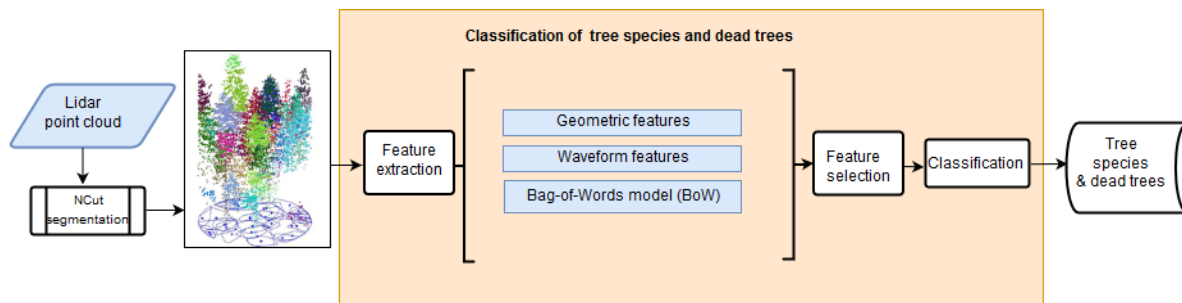 Classification of tree species and dead trees
Lidar
point cloud
NCut
segmentation
Feature
extraction
Geometric features
Waveform features
Bag-of-Words model (BoW)
Feature
selection
Classification
Tree
species
& dead trees